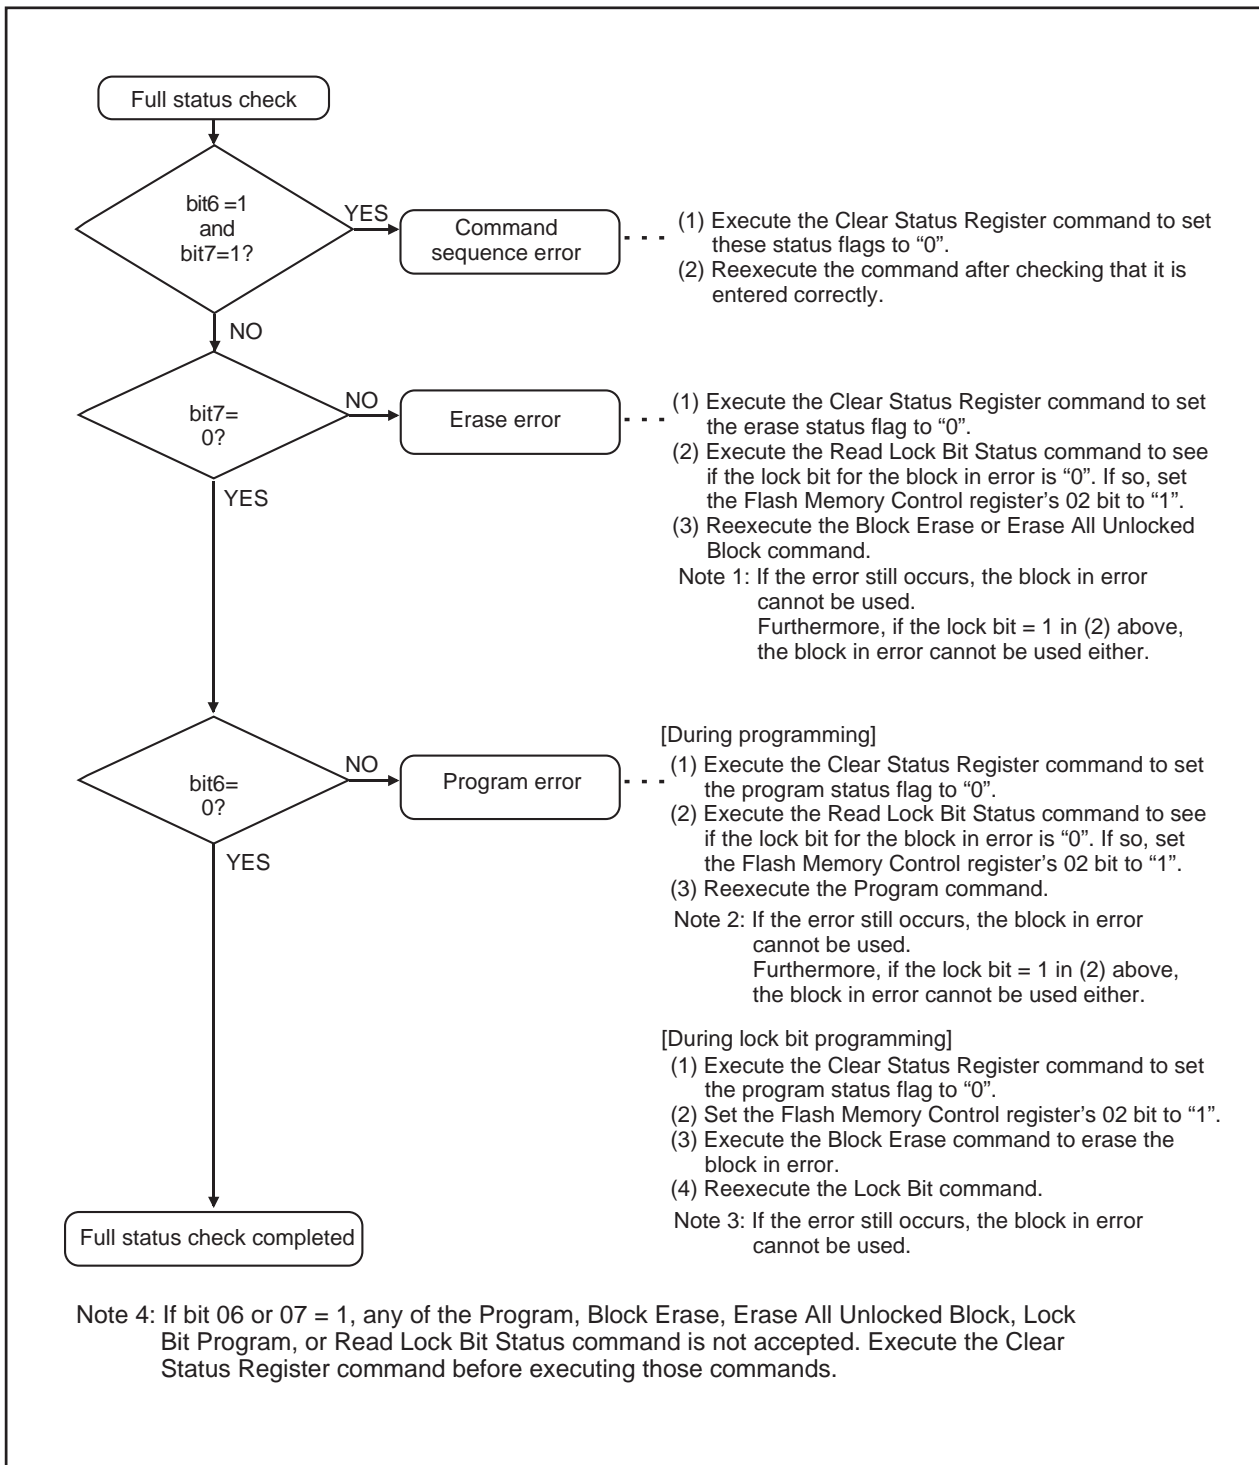 Full status check
bit6 =1
and
bit7=1?
YES
Command
sequence error
(1) Execute the Clear Status Register command to set
these status flags to “0”.
(2) Reexecute the command after checking that it is
entered correctly.
NO
bit7=
0?
NO
Erase error
(1) Execute the Clear Status Register command to set
the erase status flag to “0”.
(2) Execute the Read Lock Bit Status command to see
if the lock bit for the block in error is “0”. If so, set
the Flash Memory Control register's 02 bit to “1”.
(3) Reexecute the Block Erase or Erase All Unlocked
Block command.
Note 1: If the error still occurs, the block in error
cannot be used.
Furthermore, if the lock bit = 1 in (2) above,
the block in error cannot be used either.
YES
bit6=
0?
NO
Program error
[During programming]
(1) Execute the Clear Status Register command to set
the program status flag to “0”.
(2) Execute the Read Lock Bit Status command to see
if the lock bit for the block in error is “0”. If so, set
the Flash Memory Control register's 02 bit to “1”.
(3) Reexecute the Program command.
Note 2: If the error still occurs, the block in error
cannot be used.
Furthermore, if the lock bit = 1 in (2) above,
the block in error cannot be used either.
[During lock bit programming]
(1) Execute the Clear Status Register command to set
the program status flag to “0”.
(2) Set the Flash Memory Control register's 02 bit to “1”.
(3) Execute the Block Erase command to erase the
block in error.
(4) Reexecute the Lock Bit command.
Note 3: If the error still occurs, the block in error
cannot be used.
YES
Full status check completed
Note 4: If bit 06 or 07 = 1, any of the Program, Block Erase, Erase All Unlocked Block, Lock
Bit Program, or Read Lock Bit Status command is not accepted. Execute the Clear
Status Register command before executing those commands.